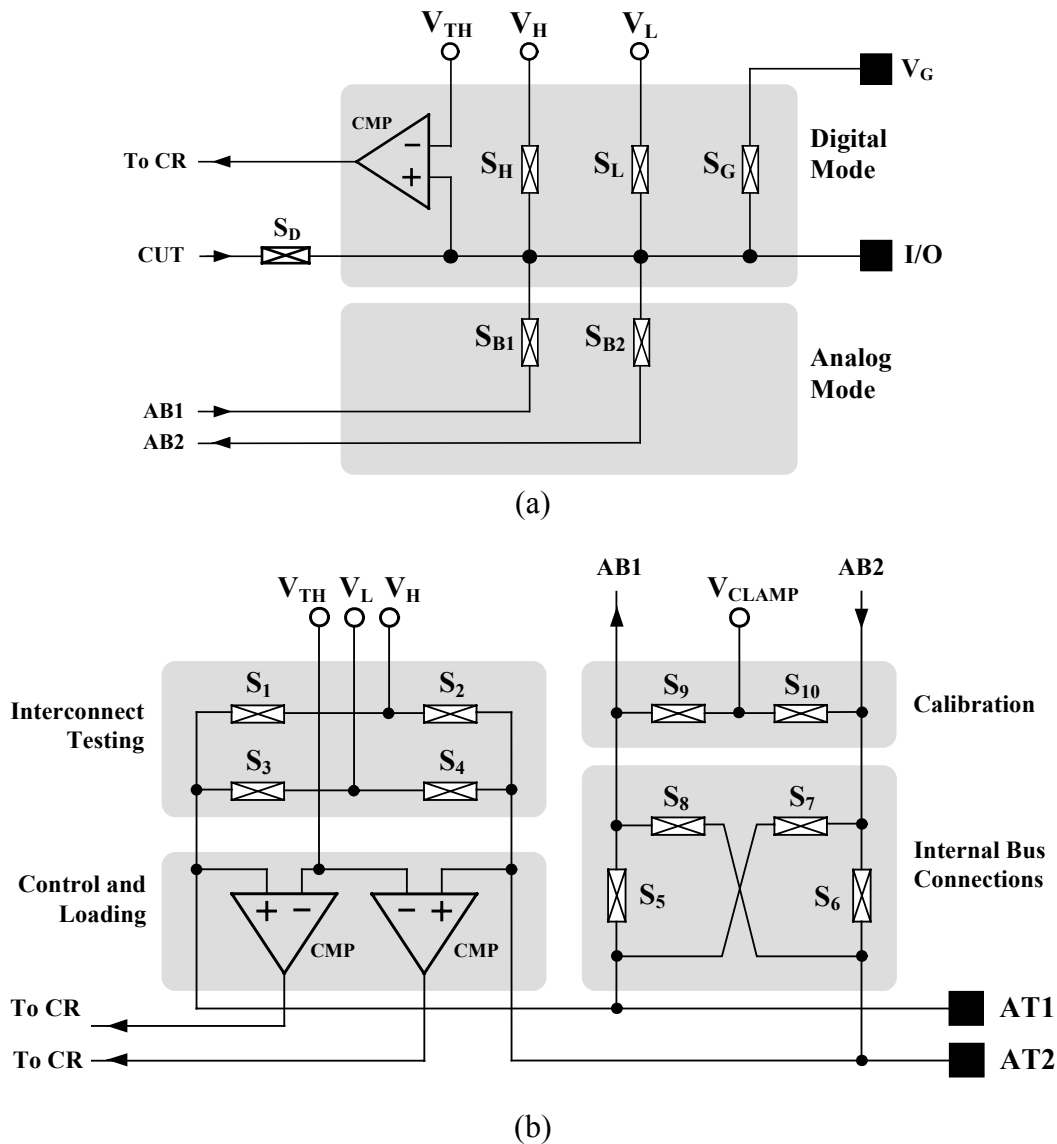 V_TH V_H V_L
V_G
CMP
Digital
Mode
To CR
−
+
S_H S_L S_G
S_D
CUT
I/O
S_B1 S_B2
Analog
Mode
AB1
AB2
(a)
AB1 AB2
V_TH V_L V_H V_CLAMP
Interconnect
Testing
S_1 S_2
S_3 S_4
S_9 S_10
Calibration
S_8 S_7
Internal Bus
Connections
S_5 S_6
Control and
Loading
+ − − +
CMP CMP
To CR
AT1
To CR
AT2
(b)